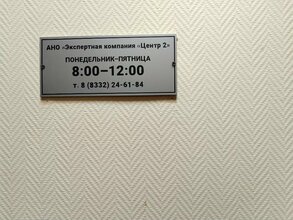 АНО «Экспертная компания «Центр 2»
ПОНЕДЕЛЬНИК-ПЯТНИЦА
8:00–12:00
т. 8 (8332) 24-61-84